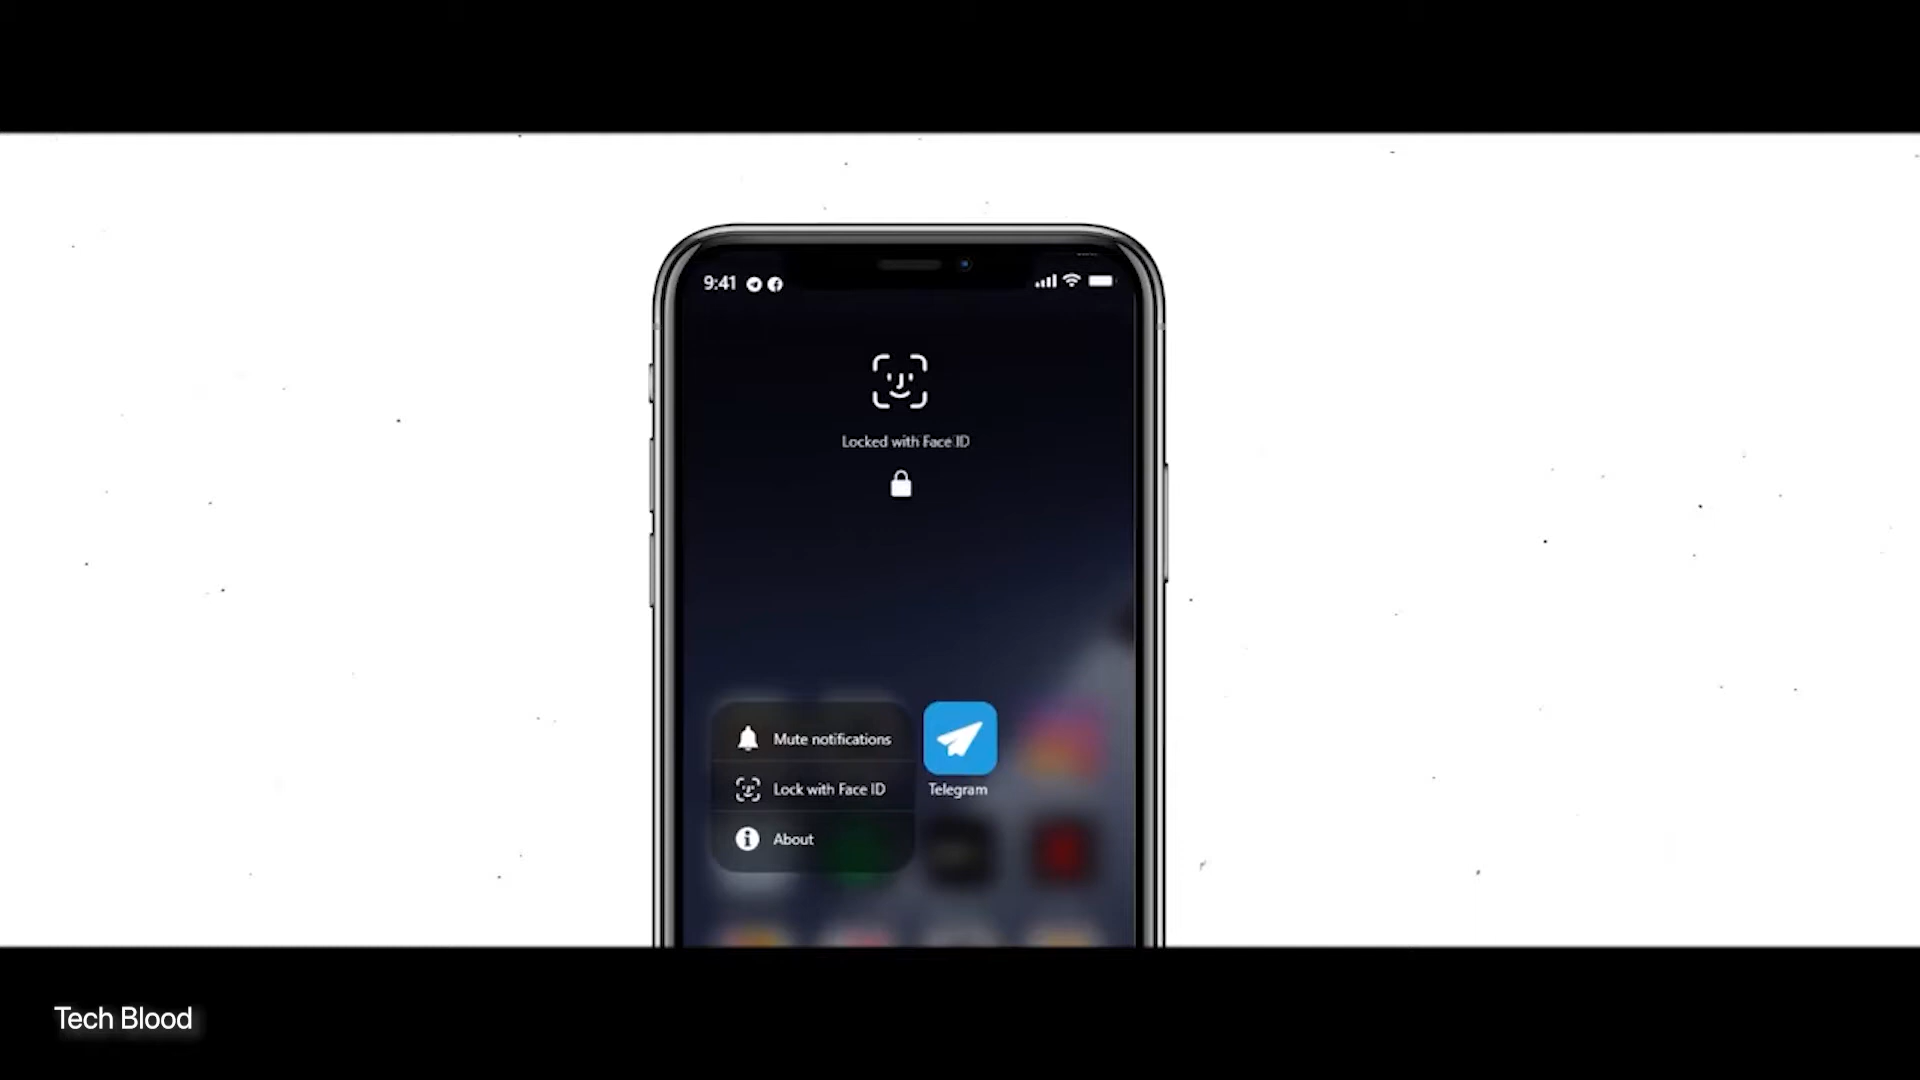 9:41
Locked with Face ID
Mute notifications
Lock with Face ID
Telegram
About
Tech Blood